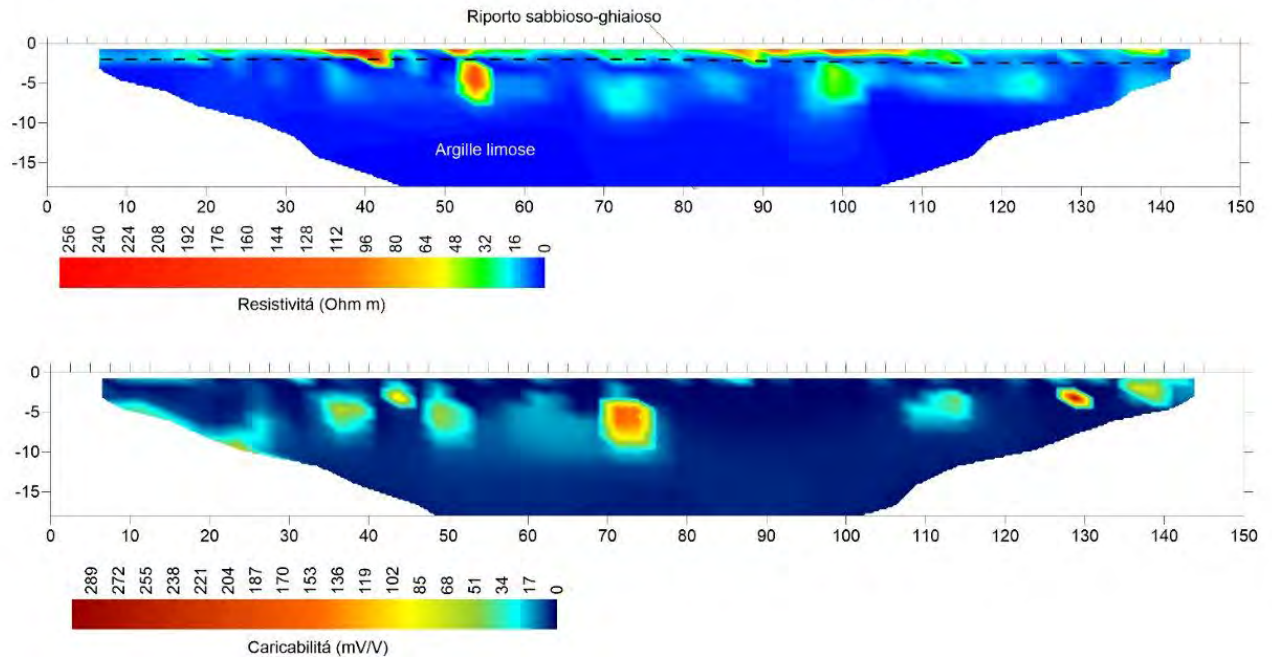 Riporto sabbioso-ghiaioso
0
-5
-10
-15
Argille limose
0 10 20 30 40 50 60 70 80 90 100 110 120 130 140 150
256 240 224 208 192 176 160 144 128 112 96 80 64 48 32 16 0
Resistivitá (Ohm m)
0
-5
-10
-15
0 10 20 30 40 50 60 70 80 90 100 110 120 130 140 150
289 272 255 238 221 204 187 170 153 136 119 102 85 68 51 34 17 0
Caricabilitá (mV/V)